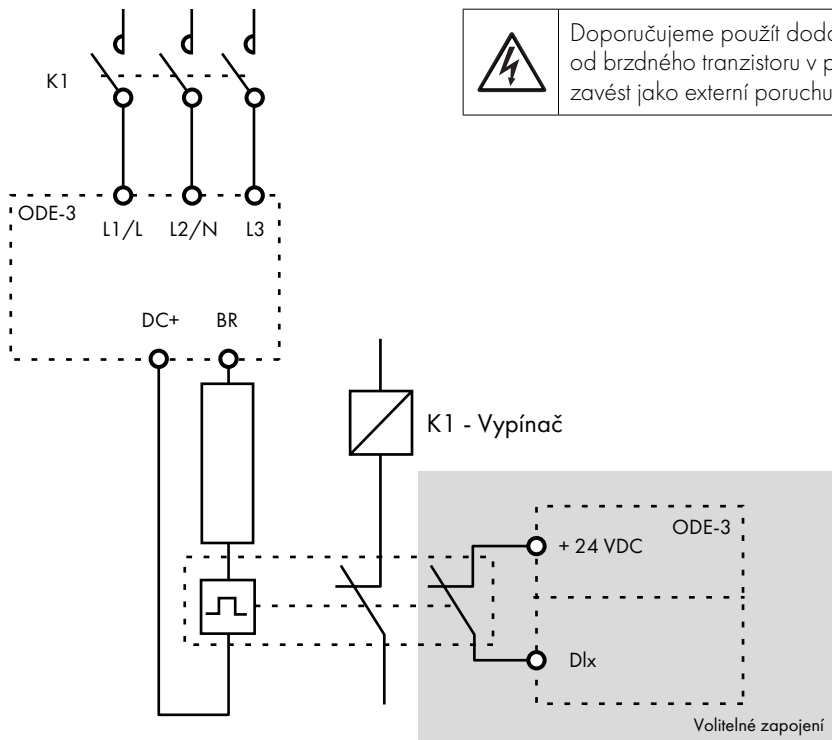 Doporučujeme použít
od brzdného tranzistoru v
zavést jako externí poruchu
K1
ODE-3
L1/L L2/N L3
DC+ BR
K1 - Vypínač
ODE-3
+ 24 VDC
DIx
Volitelné zapojení